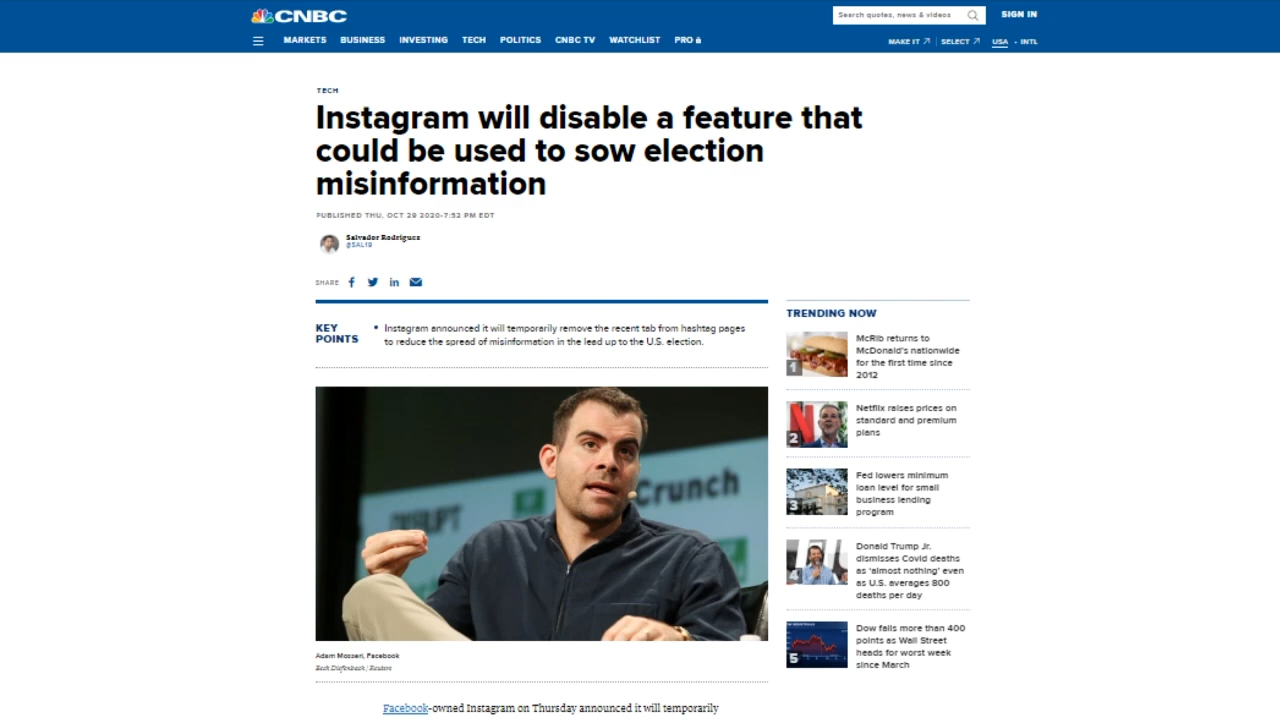 CNBC
Search quotes, news & videos
SIGN IN
MARKETS BUSINESS INVESTING TECH POLITICS CNBC TV WATCHLIST PRO
MAKE IT SELECT USA • INTL
TECH
Instagram will disable a feature that
could be used to sow election
misinformation
PUBLISHED THU, OCT 29 2020•7:52 PM EDT
Salvador Rodriguez
@SAL19
SHARE
KEY
POINTS
• Instagram announced it will temporarily remove the recent tab from hashtag pages
to reduce the spread of misinformation in the lead up to the U.S. election.
Crunch
Adam Mosseri, Facebook
Beck Diefenbach | Reuters
Facebook-owned Instagram on Thursday announced it will temporarily
TRENDING NOW
1
McRib returns to
McDonald's nationwide
for the first time since
2012
2
Netflix raises prices on
standard and premium
plans
3
Fed lowers minimum
loan level for small
business lending
program
4
Donald Trump Jr.
dismisses Covid deaths
as 'almost nothing' even
as U.S. averages 800
deaths per day
5
Dow falls more than 400
points as Wall Street
heads for worst week
since March